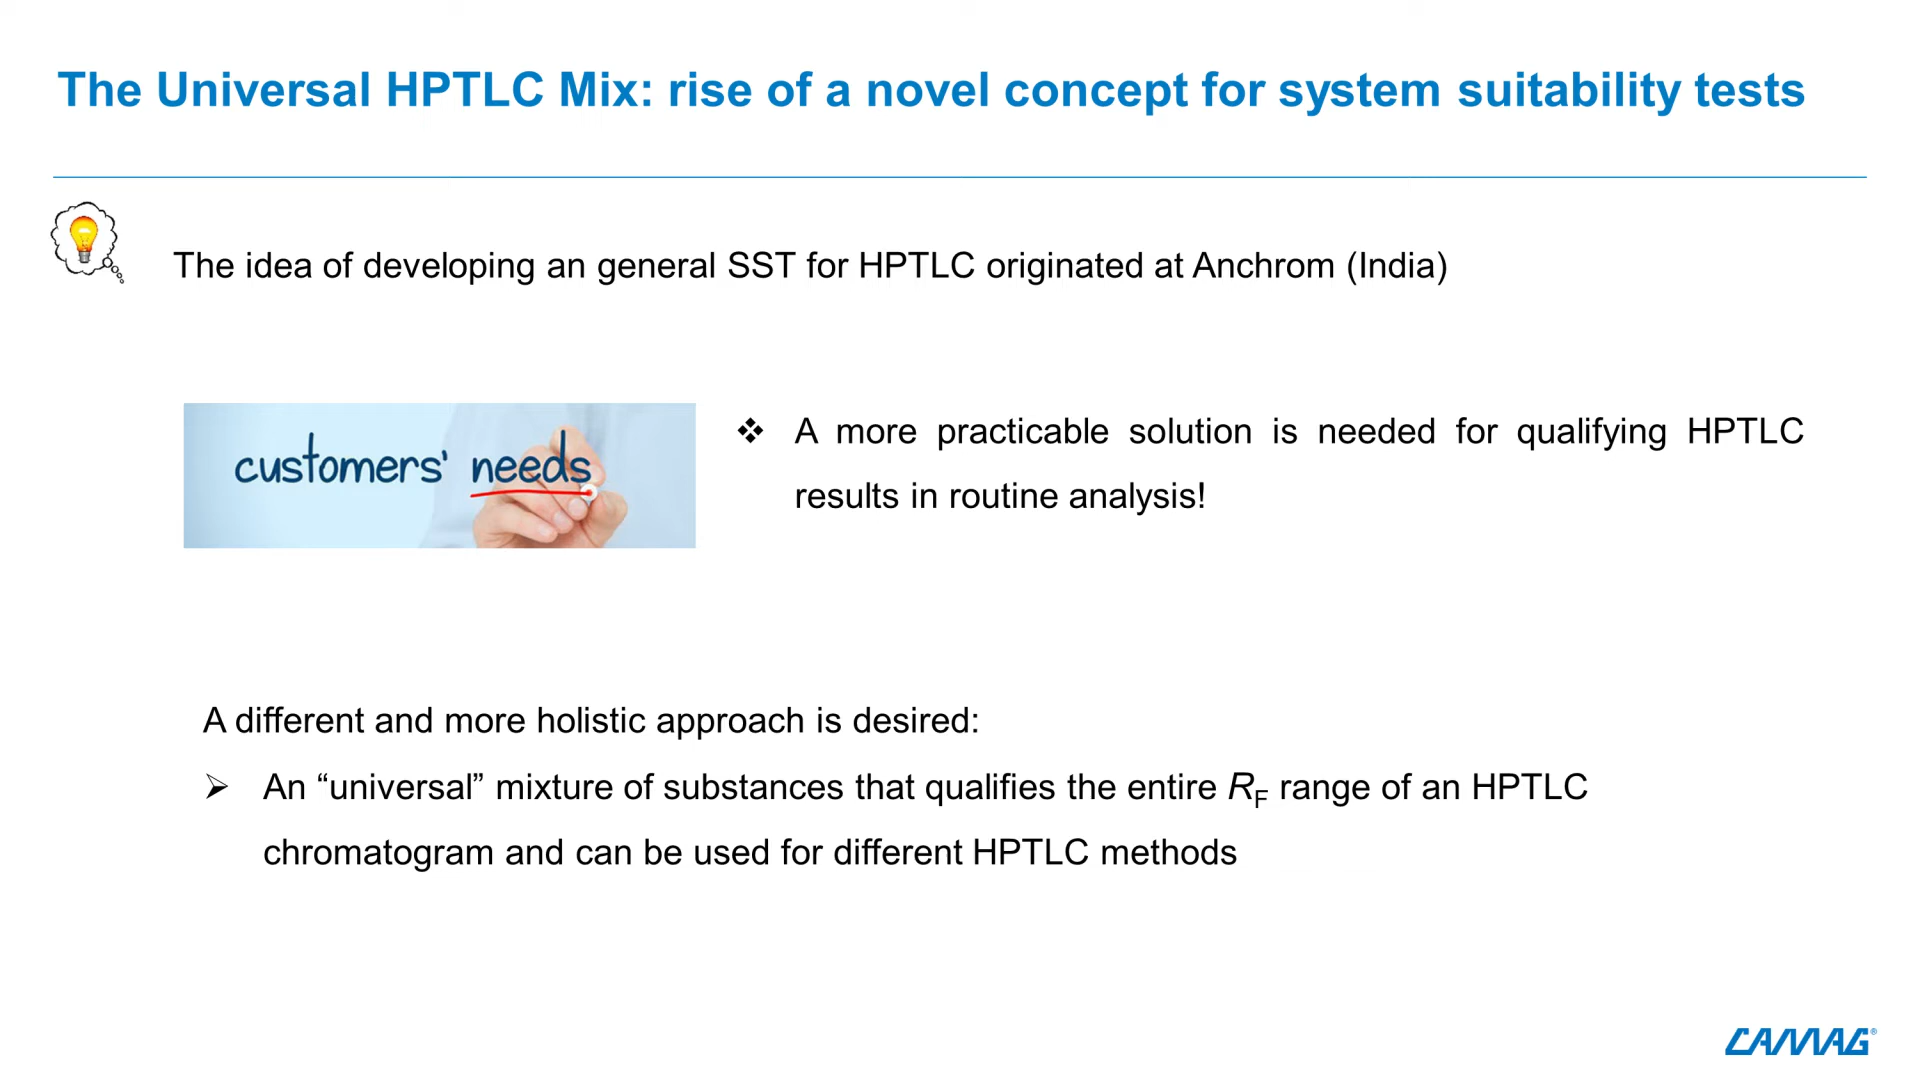 The Universal HPTLC Mix: rise of a novel concept for system suitability tests
The idea of developing an general SST for HPTLC originated at Anchrom (India)
customers' needs
❖ A more practicable solution is needed for qualifying HPTLC
results in routine analysis!
A different and more holistic approach is desired:
➢ An “universal” mixture of substances that qualifies the entire RF range of an HPTLC
chromatogram and can be used for different HPTLC methods
CAMAG®